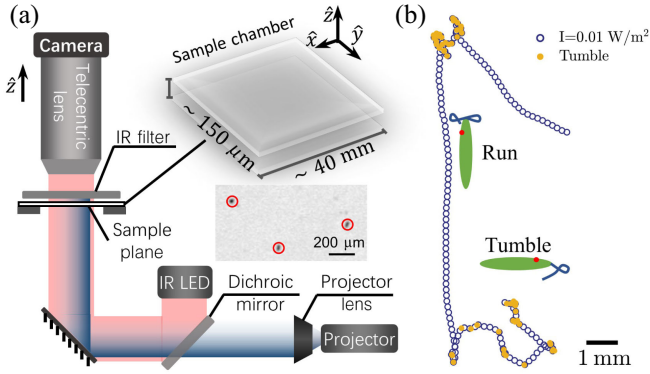 (a)
Camera
ẑ
Telecentric
lens
IR filter
Sample
plane
Sample chamber
ẑ
x̂
ŷ
~ 150 μm
~ 40 mm
200 μm
IR LED
Dichroic
mirror
Projector
lens
Projector
(b)
I=0.01 W/m²
Tumble
Run
Tumble
1 mm